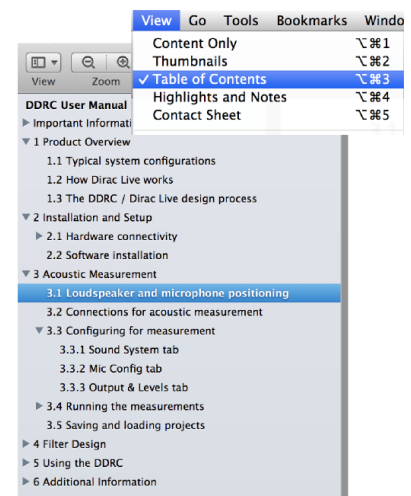 View Go Tools Bookmarks Windo
Content Only ⌥⌘1
Thumbnails ⌥⌘2
✓ Table of Contents ⌥⌘3
Highlights and Notes ⌥⌘4
Contact Sheet ⌥⌘5
View Zoom
DDRC User Manual
Important Informati
1 Product Overview
1.1 Typical system configurations
1.2 How Dirac Live works
1.3 The DDRC / Dirac Live design process
2 Installation and Setup
2.1 Hardware connectivity
2.2 Software installation
3 Acoustic Measurement
3.1 Loudspeaker and microphone positioning
3.2 Connections for acoustic measurement
3.3 Configuring for measurement
3.3.1 Sound System tab
3.3.2 Mic Config tab
3.3.3 Output & Levels tab
3.4 Running the measurements
3.5 Saving and loading projects
4 Filter Design
5 Using the DDRC
6 Additional Information